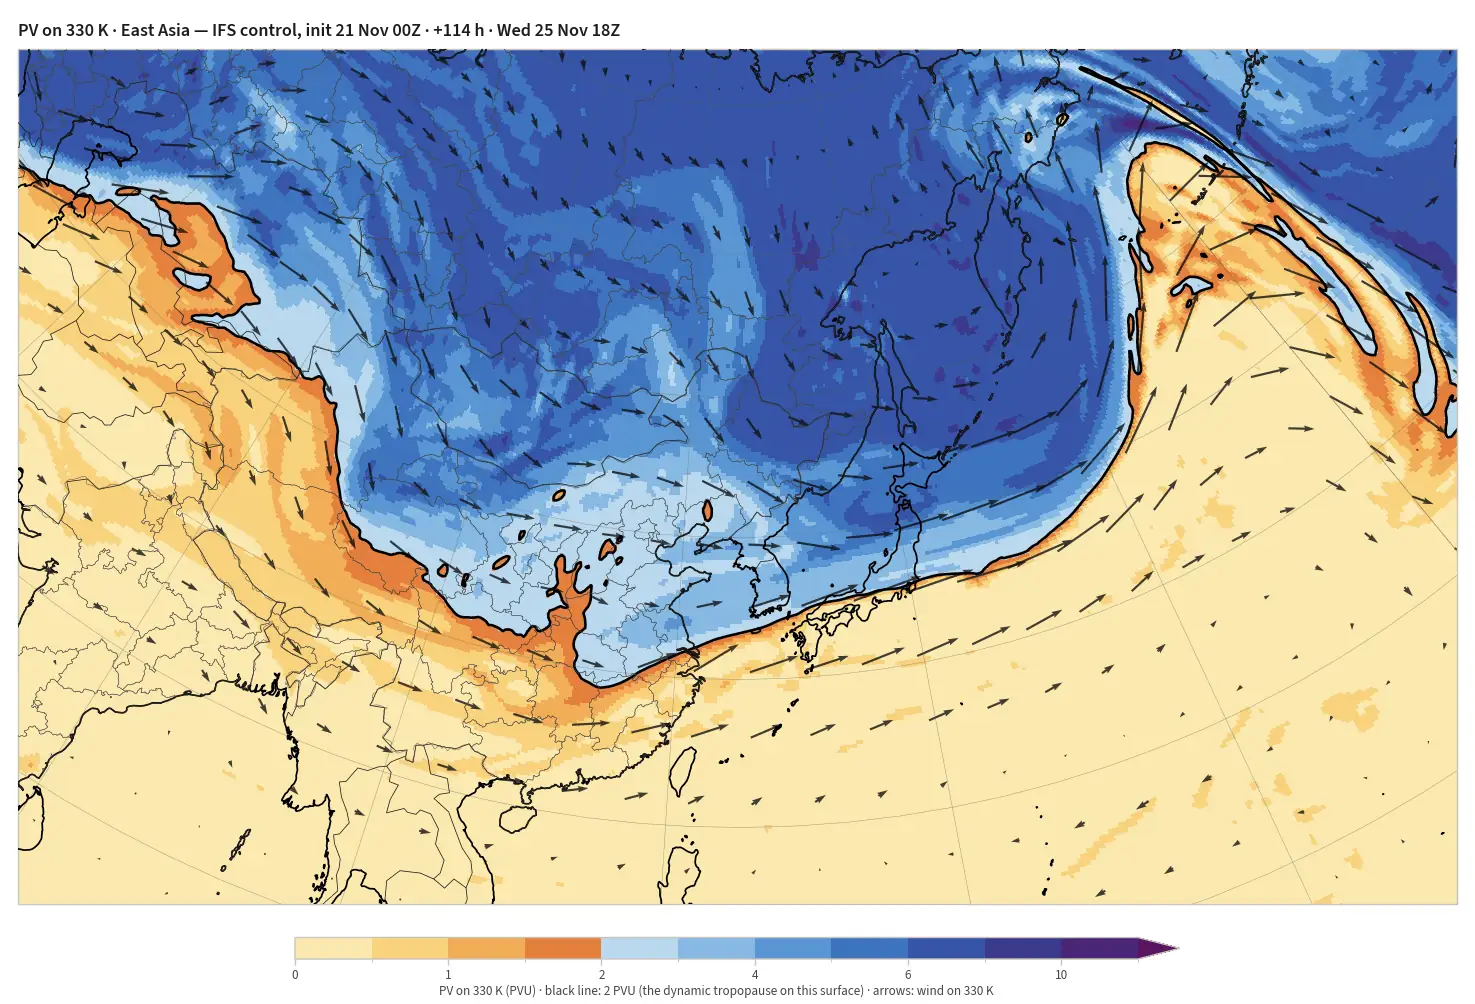 PV on 330 K · East Asia — IFS control, init 21 Nov 00Z · +114 h · Wed 25 Nov 18Z
0 1 2 4 6 10
PV on 330 K (PVU) · black line: 2 PVU (the dynamic tropopause on this surface) · arrows: wind on 330 K